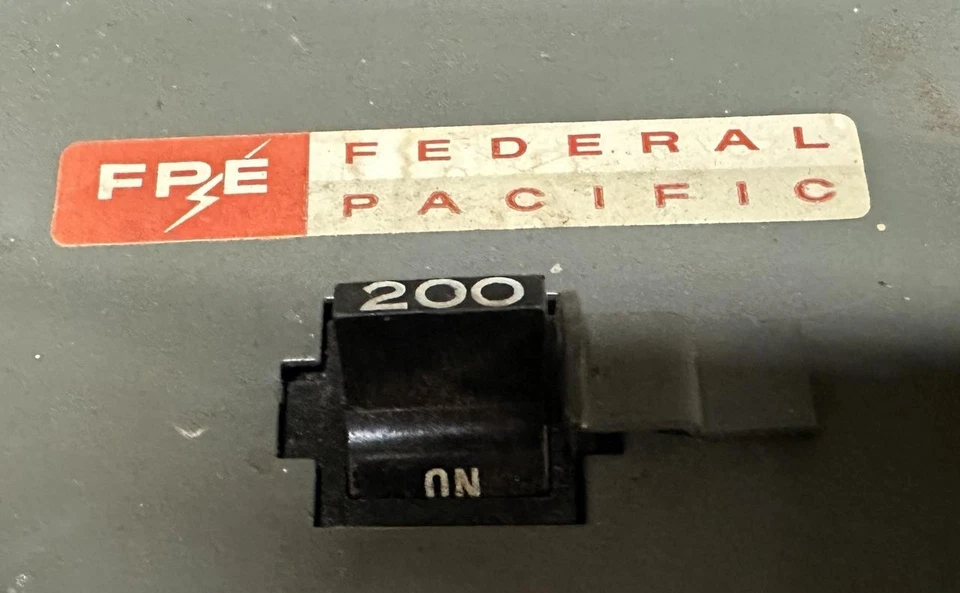 FPE
FEDERAL
PACIFIC
200
ON